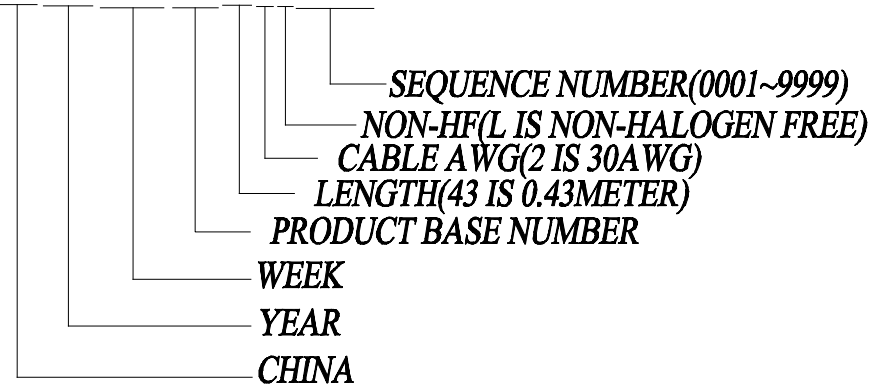 SEQUENCE NUMBER(0001~9999)
NON-HF(L IS NON-HALOGEN FREE)
CABLE AWG(2 IS 30AWG)
LENGTH(43 IS 0.43METER)
PRODUCT BASE NUMBER
WEEK
YEAR
CHINA